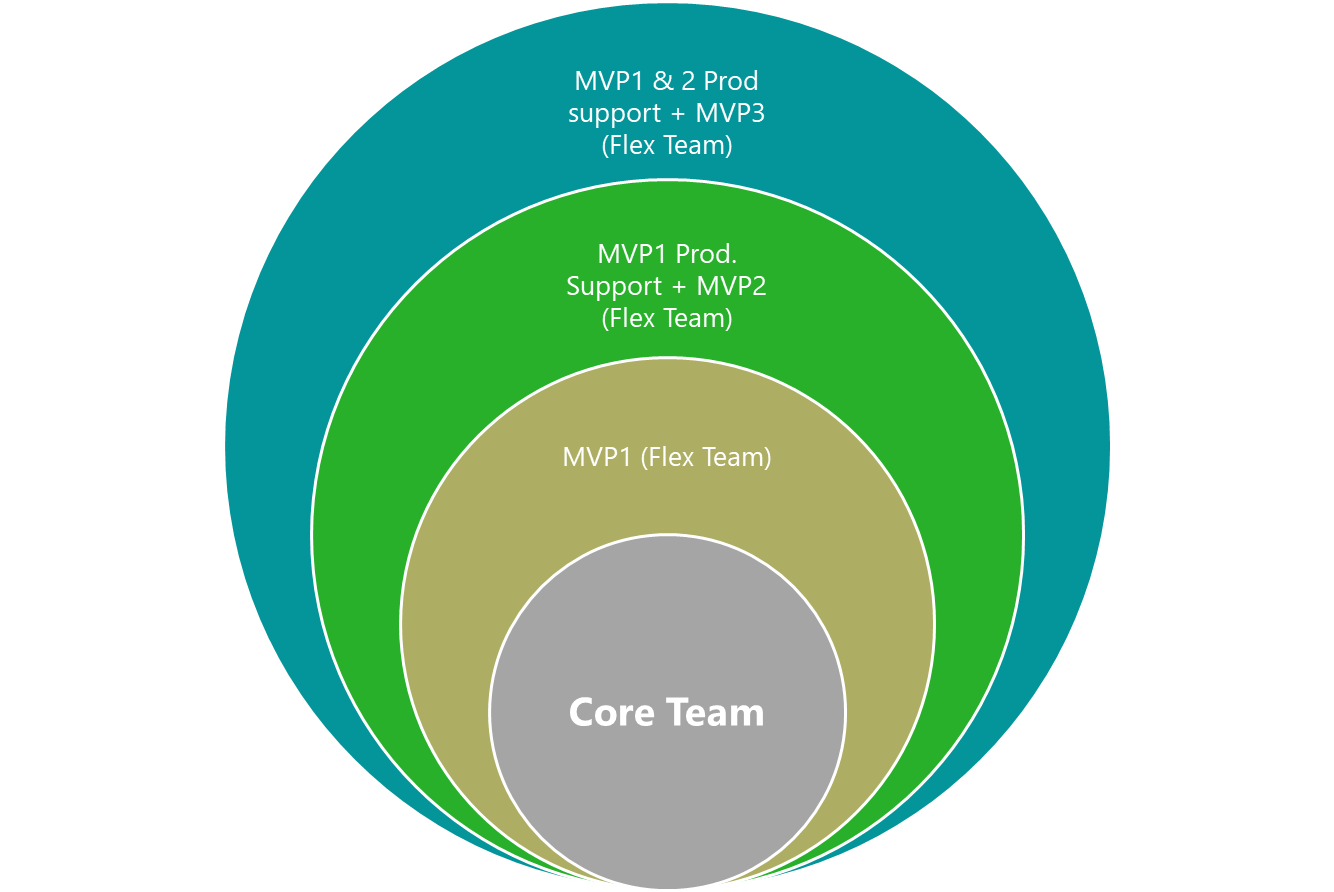 MVP1 & 2 Prod
support + MVP3
(Flex Team)
MVP1 Prod.
Support + MVP2
(Flex Team)
MVP1 (Flex Team)
Core Team